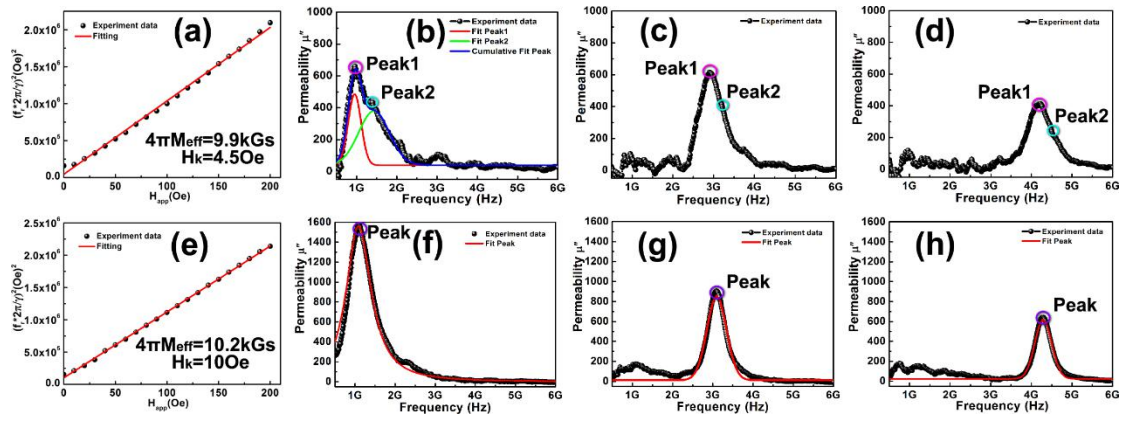 (a)
Experiment data
Fitting
4πMeff=9.9kGs
Hk=4.5Oe
(fr*2π/γ)²(Oe)²
2.0x10⁶
1.5x10⁶
1.0x10⁶
5.0x10⁵
0.0
0 50 100 150 200
Happ(Oe)
(b)
Experiment data
Fit Peak1
Fit Peak2
Cumulative Fit Peak
Peak1
Peak2
Permeability μ''
1000
800
600
400
200
0
1G 2G 3G 4G 5G 6G
Frequency (Hz)
(c)
Experiment data
Peak1
Peak2
Permeability μ''
1000
800
600
400
200
0
1G 2G 3G 4G 5G 6G
Frequency (Hz)
(d)
Experiment data
Peak1
Peak2
Permeability μ''
1000
800
600
400
200
0
1G 2G 3G 4G 5G 6G
Frequency (Hz)
(e)
Experiment data
Fitting
4πMeff=10.2kGs
Hk=10Oe
(fr*2π/γ)²(Oe)²
2.5x10⁶
2.0x10⁶
1.5x10⁶
1.0x10⁶
5.0x10⁵
0.0
0 50 100 150 200
Happ(Oe)
(f)
Experiment data
Fit Peak
Peak
Permeability μ''
1600
1400
1200
1000
800
600
400
200
0
1G 2G 3G 4G 5G 6G
Frequency (Hz)
(g)
Experiment data
Fit Peak
Peak
Permeability μ''
1600
1400
1200
1000
800
600
400
200
0
1G 2G 3G 4G 5G 6G
Frequency (Hz)
(h)
Experiment data
Fit Peak
Peak
Permeability μ''
1600
1400
1200
1000
800
600
400
200
0
1G 2G 3G 4G 5G 6G
Frequency (Hz)